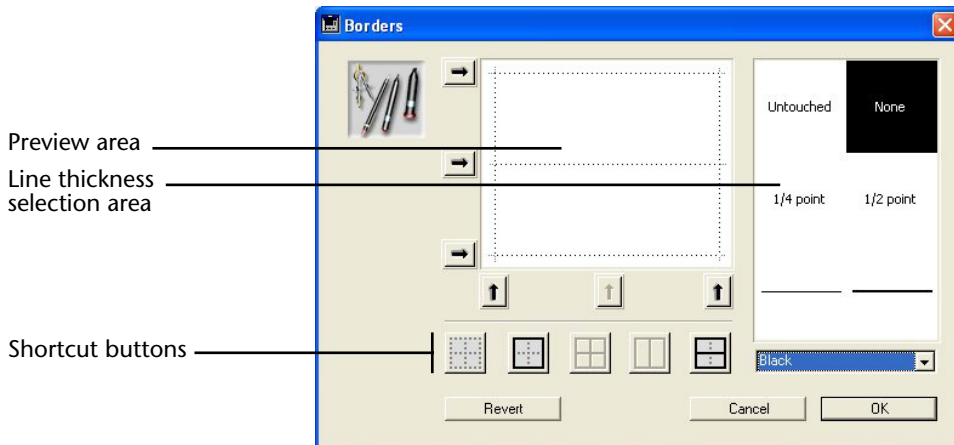 Borders
Preview area
Line thickness
selection area
Shortcut buttons
Untouched
None
1/4 point
1/2 point
Black
Revert
Cancel
OK